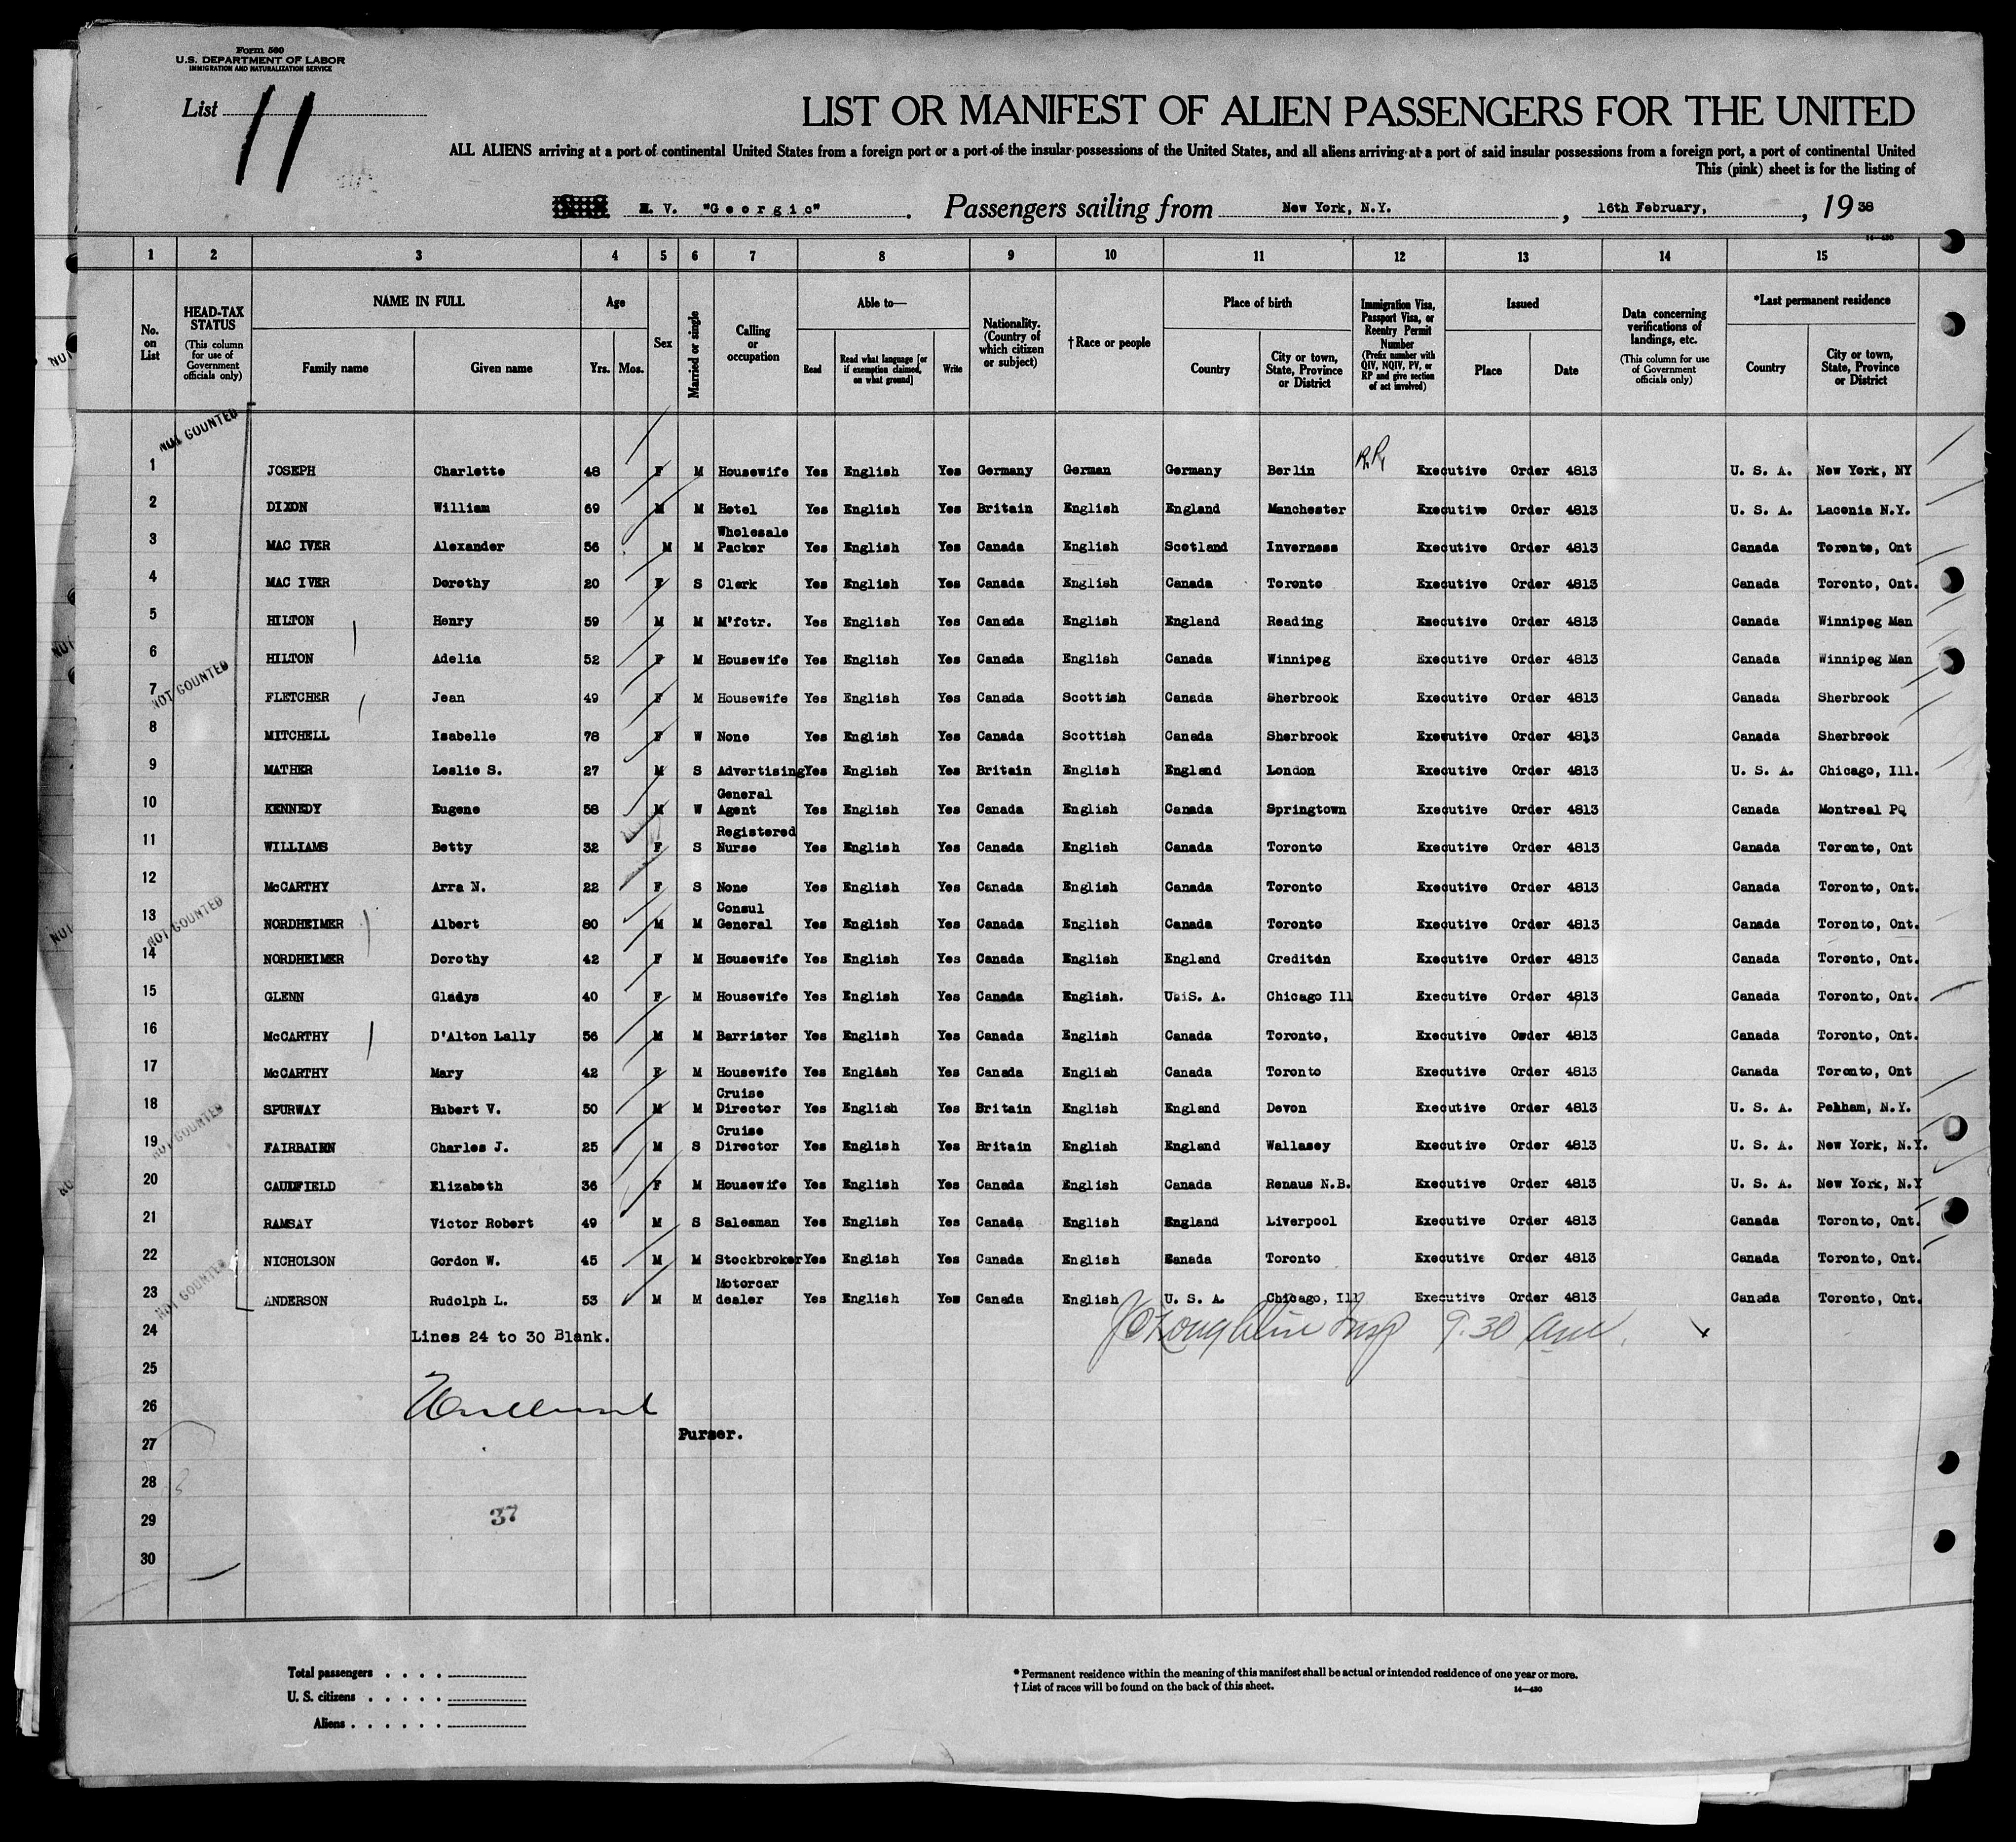 Form 500
U.S. DEPARTMENT OF LABOR
IMMIGRATION AND NATURALIZATION SERVICE
List 11
LIST OR MANIFEST OF ALIEN PASSENGERS FOR THE UNITED
ALL ALIENS arriving at a port of continental United States from a foreign port or a port of the insular possessions of the United States, and all aliens arriving at a port of said insular possessions from a foreign port, a port of continental United
This (pink) sheet is for the listing of
M. V. "Georgic". Passengers sailing from New York, N.Y. , 16th February, , 19 38
14—430
1 2 3 4 5 6 7 8 9 10 11 12 13 14 15
No. on List
HEAD-TAX STATUS (This column for use of Government officials only)
NAME IN FULL
Family name Given name
Age
Yrs. Mos.
Sex
Married or single
Calling or occupation
Able to—
Read Read what language [or if exemption claimed, on what ground] Write
Nationality. (Country of which citizen or subject)
†Race or people
Place of birth
Country City or town, State, Province or District
Immigration Visa, Passport Visa, or Reentry Permit Number (Prefix number with QIV, NQIV, PV, or RP and give section of act involved)
Issued
Place Date
Data concerning verifications of landings, etc. (This column for use of Government officials only)
*Last permanent residence
Country City or town, State, Province or District
NOT COUNTED
1 JOSEPH Charlotte 48 F M Housewife Yes English Yes Germany German Germany Berlin Executive Order 4813 U. S. A. New York, NY
2 DIXON William 69 M M Hotel Yes English Yes Britain English England Manchester Executive Order 4813 U. S. A. Laconia N.Y.
3 MAC IVER Alexander 56 M M Wholesale Packer Yes English Yes Canada English Scotland Inverness Executive Order 4813 Canada Toronto, Ont
4 MAC IVER Dorothy 20 F S Clerk Yes English Yes Canada English Canada Toronto Executive Order 4813 Canada Toronto, Ont.
5 HILTON Henry 59 M M M'fctr. Yes English Yes Canada English England Reading Executive Order 4813 Canada Winnipeg Man
6 HILTON Adelia 52 F M Housewife Yes English Yes Canada English Canada Winnipeg Executive Order 4813 Canada Winnipeg Man
NOT COUNTED
7 FLETCHER Jean 49 F M Housewife Yes English Yes Canada Scottish Canada Sherbrook Executive Order 4813 Canada Sherbrook
8 MITCHELL Isabelle 78 F W None Yes English Yes Canada Scottish Canada Sherbrook Executive Order 4813 Canada Sherbrook
9 MATHER Leslie S. 27 M S Advertising Yes English Yes Britain English England London Executive Order 4813 U. S. A. Chicago, Ill.
10 KENNEDY Eugene 58 M W General Agent Yes English Yes Canada English Canada Springtown Executive Order 4813 Canada Montreal PQ
11 WILLIAMS Betty 32 F S Registered Nurse Yes English Yes Canada English Canada Toronto Executive Order 4813 Canada Toronto, Ont
12 McCARTHY Arra N. 22 F S None Yes English Yes Canada English Canada Toronto Executive Order 4813 Canada Toronto, Ont.
13 NORDHEIMER Albert 80 M M Consul General Yes English Yes Canada English Canada Toronto Executive Order 4813 Canada Toronto, Ont.
NOT COUNTED
14 NORDHEIMER Dorothy 42 F M Housewife Yes English Yes Canada English England Crediton Executive Order 4813 Canada Toronto, Ont.
15 GLENN Gladys 40 F M Housewife Yes English Yes Canada English. U.S. A. Chicago Ill Executive Order 4813 Canada Toronto, Ont.
16 McCARTHY D'Alton Lally 56 M M Barrister Yes English Yes Canada English Canada Toronto, Executive Order 4813 Canada Toronto, Ont.
17 McCARTHY Mary 42 F M Housewife Yes English Yes Canada English Canada Toronto Executive Order 4813 Canada Toronto, Ont
18 SPURWAY Hubert V. 50 M M Cruise Director Yes English Yes Britain English England Devon Executive Order 4813 U. S. A. Pelham, N.Y.
NOT COUNTED
19 FAIRBAIRN Charles J. 25 M S Cruise Director Yes English Yes Britain English England Wallasey Executive Order 4813 U. S. A. New York, N.Y.
20 CAULFIELD Elizabeth 36 F M Housewife Yes English Yes Canada English Canada Renaus N.B. Executive Order 4813 U. S. A. New York, N.Y
21 RAMSAY Victor Robert 49 M S Salesman Yes English Yes Canada English England Liverpool Executive Order 4813 Canada Toronto, Ont.
22 NICHOLSON Gordon W. 45 M M Stockbroker Yes English Yes Canada English Canada Toronto Executive Order 4813 Canada Toronto, Ont.
NOT COUNTED
23 ANDERSON Rudolph L. 53 M M Motorcar dealer Yes English Yes Canada English U. S. A. Chicago, Ill Executive Order 4813 Canada Toronto, Ont.
24 Lines 24 to 30 Blank. Insp 9.30 am
25
26
Purser.
27
28
29 37
30
Total passengers . . . .
U. S. citizens . . . . .
Aliens . . . . . .
* Permanent residence within the meaning of this manifest shall be actual or intended residence of one year or more.
† List of races will be found on the back of this sheet. 14—430